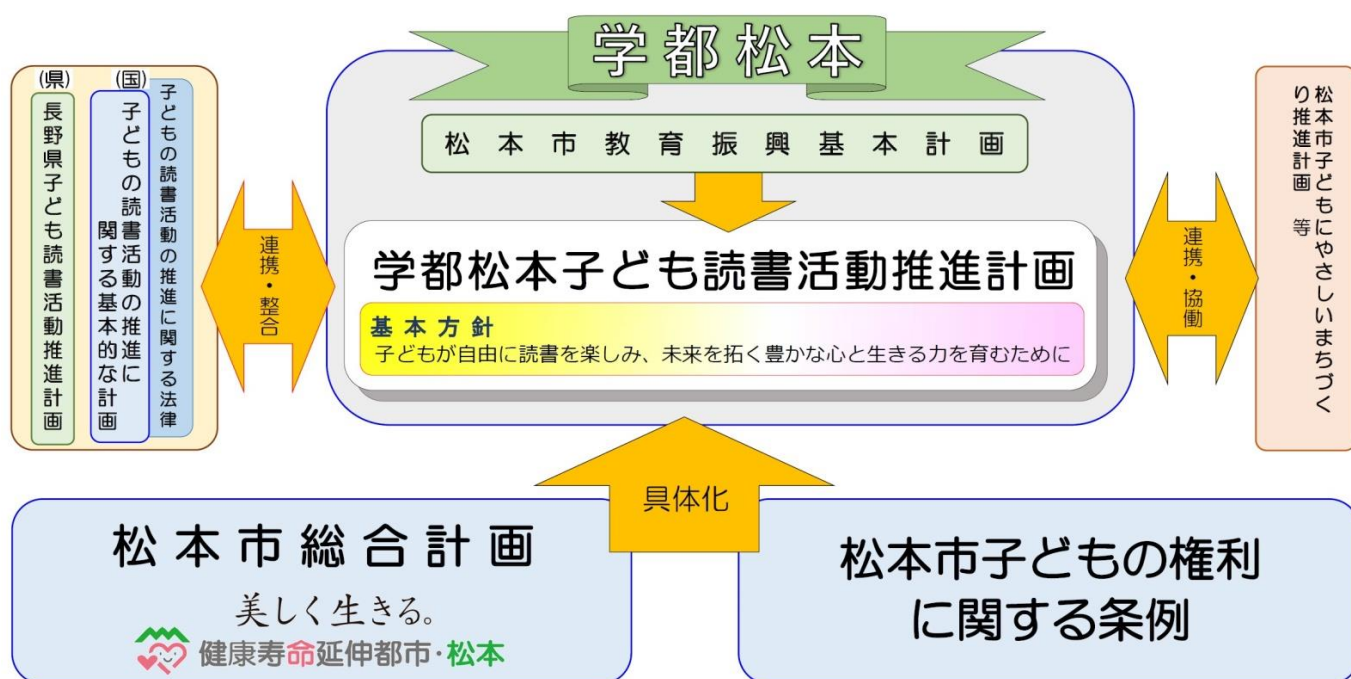 学都松本
松本市教育振興基本計画
学都松本子ども読書活動推進計画
基本方針
子どもが自由に読書を楽しみ、未来を拓く豊かな心と生きる力を育むために
子どもの読書活動の推進に関する法律
(国)
子どもの読書活動の推進に
関する基本的な計画
(県)
長野県子ども読書活動推進計画
連携・整合
連携・協働
松本市子どもにやさしいまちづく
り推進計画 等
具体化
松本市総合計画
美しく生きる。
健康寿命延伸都市・松本
松本市子どもの権利
に関する条例